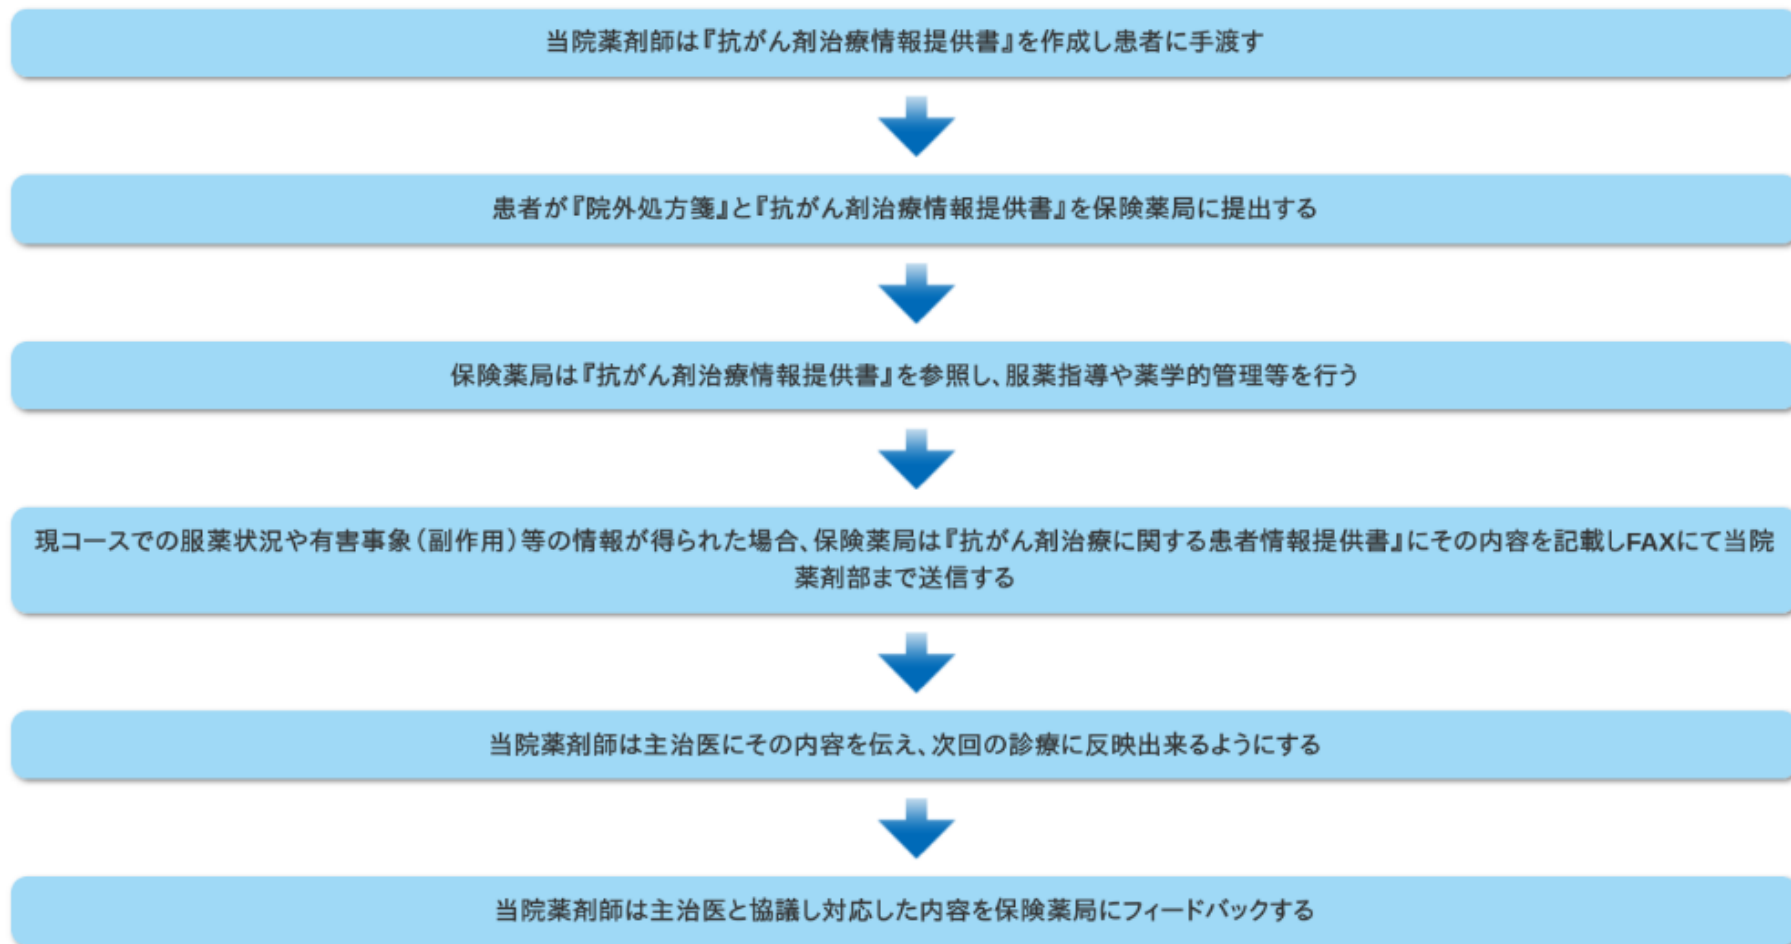 当院薬剤師は『抗がん剤治療情報提供書』を作成し患者に手渡す
患者が『院外処方箋』と『抗がん剤治療情報提供書』を保険薬局に提出する
保険薬局は『抗がん剤治療情報提供書』を参照し、服薬指導や薬学的管理等を行う
現コースでの服薬状況や有害事象（副作用）等の情報が得られた場合、保険薬局は『抗がん剤治療に関する患者情報提供書』にその内容を記載しFAXにて当院
薬剤部まで送信する
当院薬剤師は主治医にその内容を伝え、次回の診療に反映出来るようにする
当院薬剤師は主治医と協議し対応した内容を保険薬局にフィードバックする